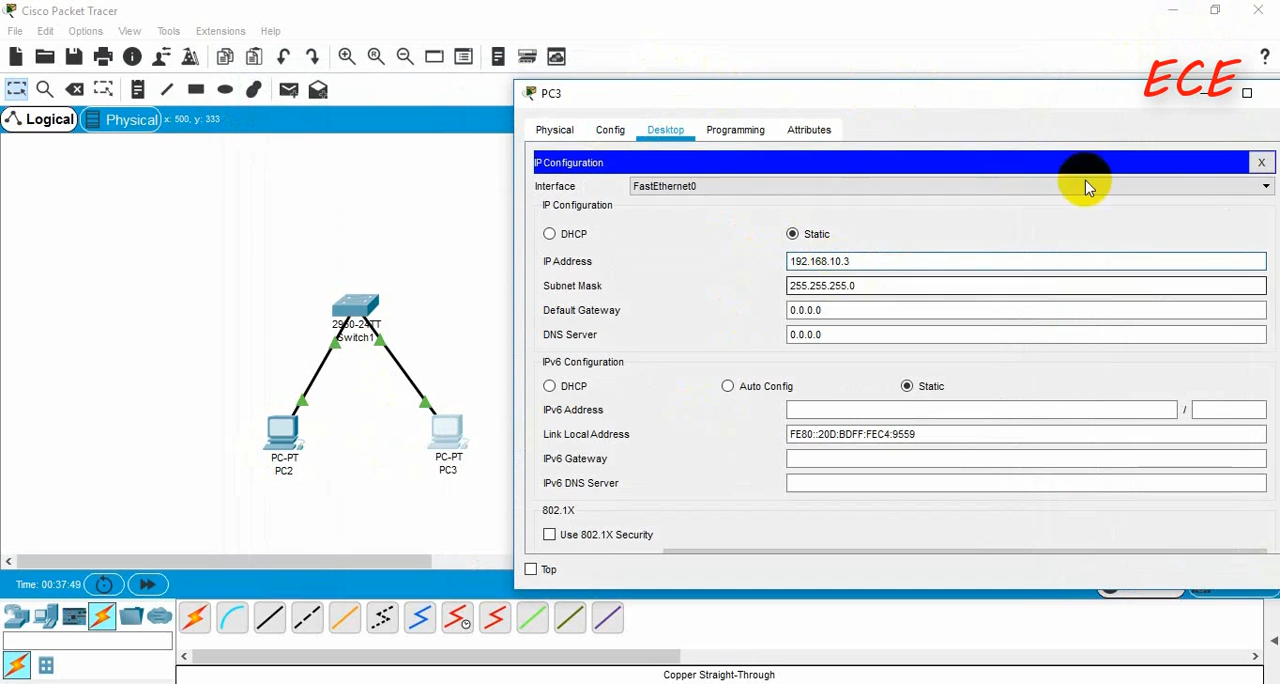 Cisco Packet Tracer
File Edit Options View Tools Extensions Help
?
ECE
Logical Physical x: 500, y: 333
PC3
Physical Config Desktop Programming Attributes
IP Configuration X
Interface FastEthernet0
IP Configuration
DHCP Static
IP Address 192.168.10.3
Subnet Mask 255.255.255.0
Default Gateway 0.0.0.0
DNS Server 0.0.0.0
IPv6 Configuration
DHCP Auto Config Static
IPv6 Address /
Link Local Address FE80::20D:BDFF:FEC4:9559
IPv6 Gateway
IPv6 DNS Server
802.1X
Use 802.1X Security
Top
2960-24TT
Switch1
PC-PT
PC2
PC-PT
PC3
Time: 00:37:49
Copper Straight-Through